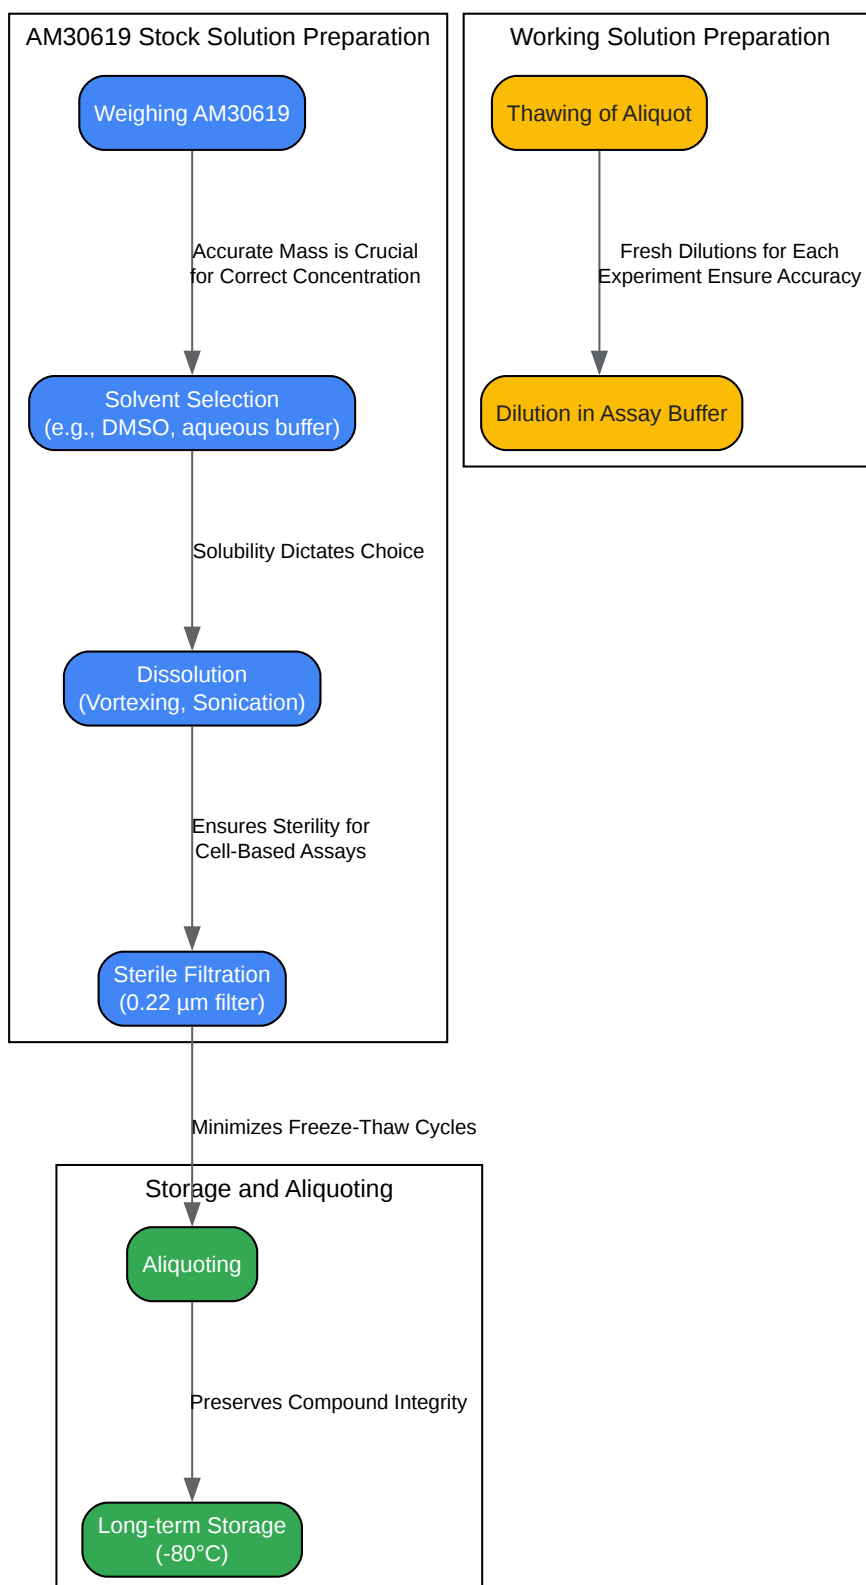 AM30619 Stock Solution Preparation
Weighing AM30619
Accurate Mass is Crucial
for Correct Concentration
Solvent Selection
(e.g., DMSO, aqueous buffer)
Solubility Dictates Choice
Dissolution
(Vortexing, Sonication)
Ensures Sterility for
Cell-Based Assays
Sterile Filtration
(0.22 µm filter)
Minimizes Freeze-Thaw Cycles
Storage and Aliquoting
Aliquoting
Preserves Compound Integrity
Long-term Storage
(-80°C)
Working Solution Preparation
Thawing of Aliquot
Fresh Dilutions for Each
Experiment Ensure Accuracy
Dilution in Assay Buffer